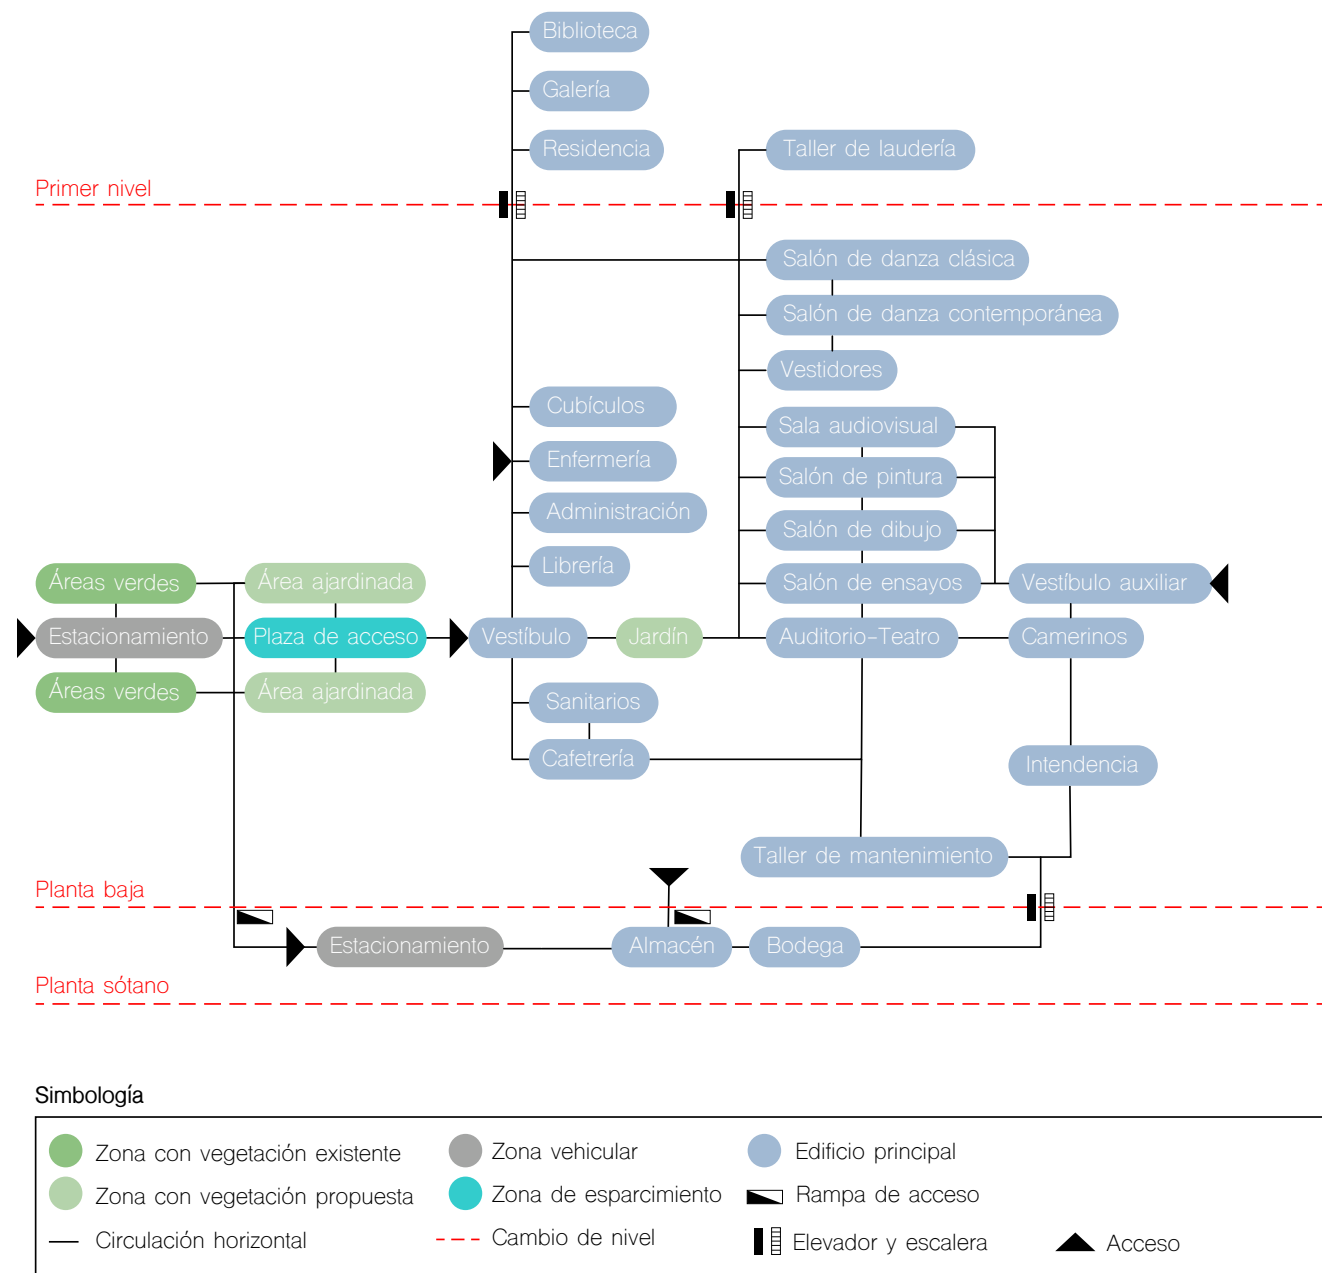 Biblioteca
Galería
Residencia
Taller de laudería
Primer nivel
Salón de danza clásica
Salón de danza contemporánea
Vestidores
Cubículos
Sala audiovisual
Enfermería
Salón de pintura
Administración
Salón de dibujo
Librería
Áreas verdes
Área ajardinada
Salón de ensayos
Vestíbulo auxiliar
Estacionamiento
Plaza de acceso
Vestíbulo
Jardín
Auditorio-Teatro
Camerinos
Áreas verdes
Área ajardinada
Sanitarios
Cafetrería
Intendencia
Taller de mantenimiento
Planta baja
Estacionamiento
Almacén
Bodega
Planta sótano
Simbología
Zona con vegetación existente
Zona vehicular
Edificio principal
Zona con vegetación propuesta
Zona de esparcimiento
Rampa de acceso
Circulación horizontal
Cambio de nivel
Elevador y escalera
Acceso